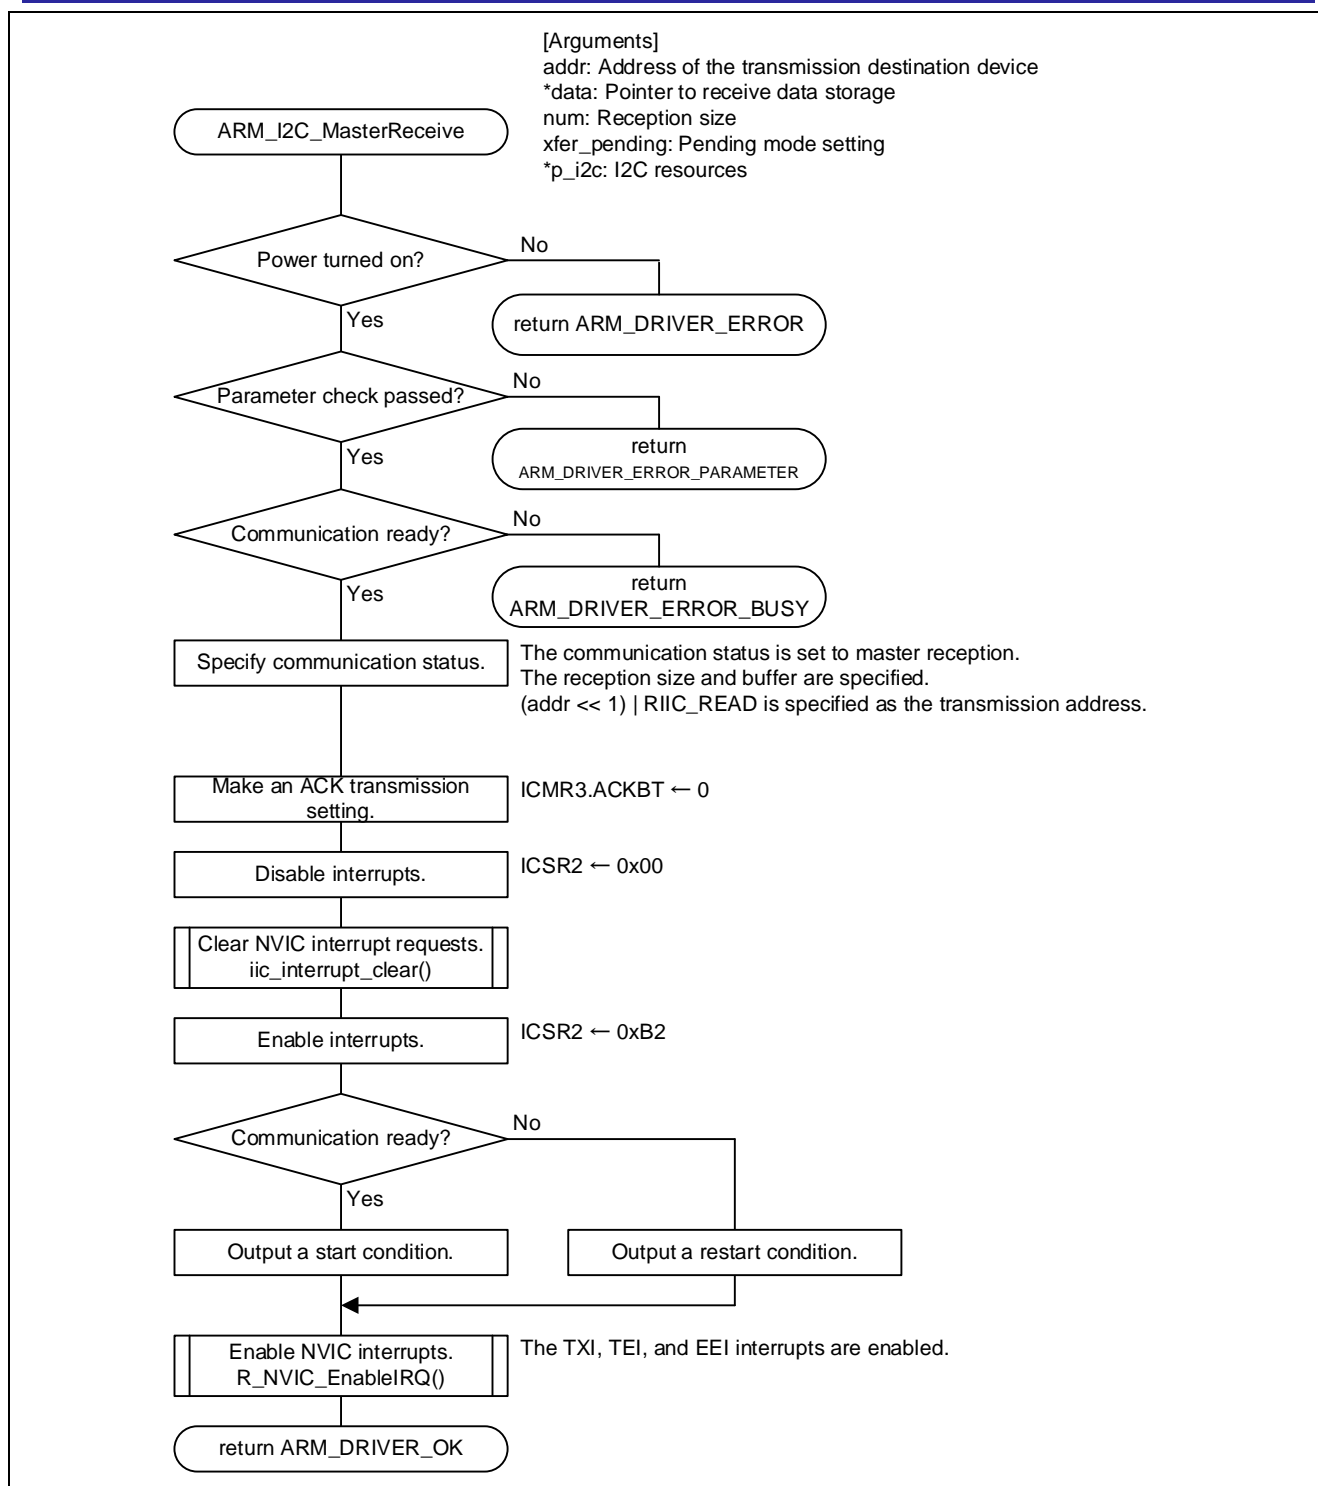 [Arguments]
addr: Address of the transmission destination device
*data: Pointer to receive data storage
num: Reception size
xfer_pending: Pending mode setting
*p_i2c: I2C resources
ARM_I2C_MasterReceive
Power turned on?
No
return ARM_DRIVER_ERROR
Yes
Parameter check passed?
No
return
ARM_DRIVER_ERROR_PARAMETER
Yes
Communication ready?
No
return
ARM_DRIVER_ERROR_BUSY
Yes
Specify communication status.
The communication status is set to master reception.
The reception size and buffer are specified.
(addr << 1) | RIIC_READ is specified as the transmission address.
Make an ACK transmission
setting.
ICMR3.ACKBT ← 0
Disable interrupts.
ICSR2 ← 0x00
Clear NVIC interrupt requests.
iic_interrupt_clear()
Enable interrupts.
ICSR2 ← 0xB2
Communication ready?
No
Yes
Output a start condition.
Output a restart condition.
Enable NVIC interrupts.
R_NVIC_EnableIRQ()
The TXI, TEI, and EEI interrupts are enabled.
return ARM_DRIVER_OK